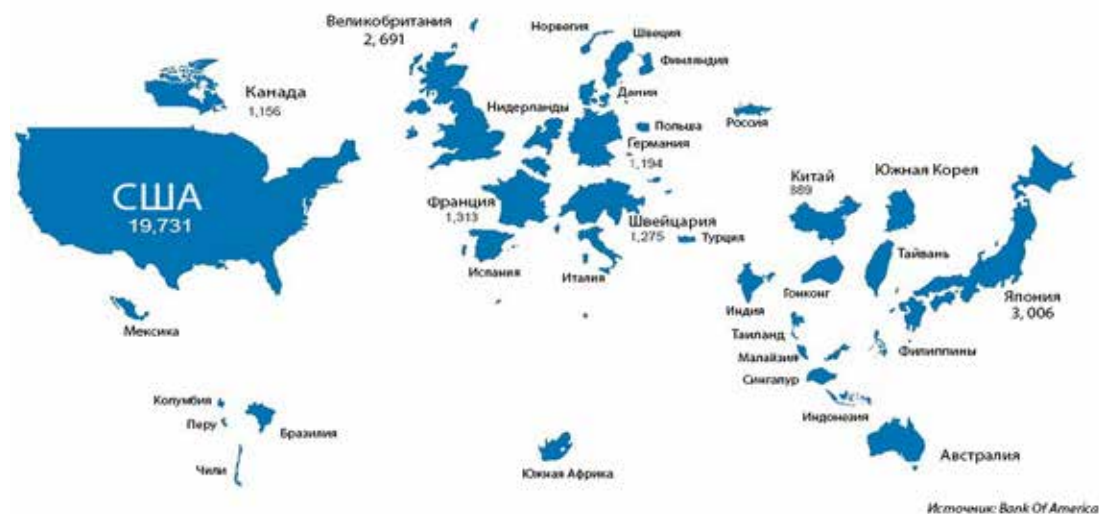 Великобритания
2, 691
Норвегия
Швеция
Финляндия
Канада
1,156
Дания
Нидерланды
Польша
Россия
Германия
1,194
США
19,731
Китай
889
Южная Корея
Франция
1,313
Швейцария
1,275
Турция
Тайвань
Испания
Италия
Гонконг
Индия
Япония
3, 006
Мексика
Таиланд
Малайзия
Филиппины
Сингапур
Колумбия
Перу
Бразилия
Индонезия
Чили
Южная Африка
Австралия
Источник: Bank Of America